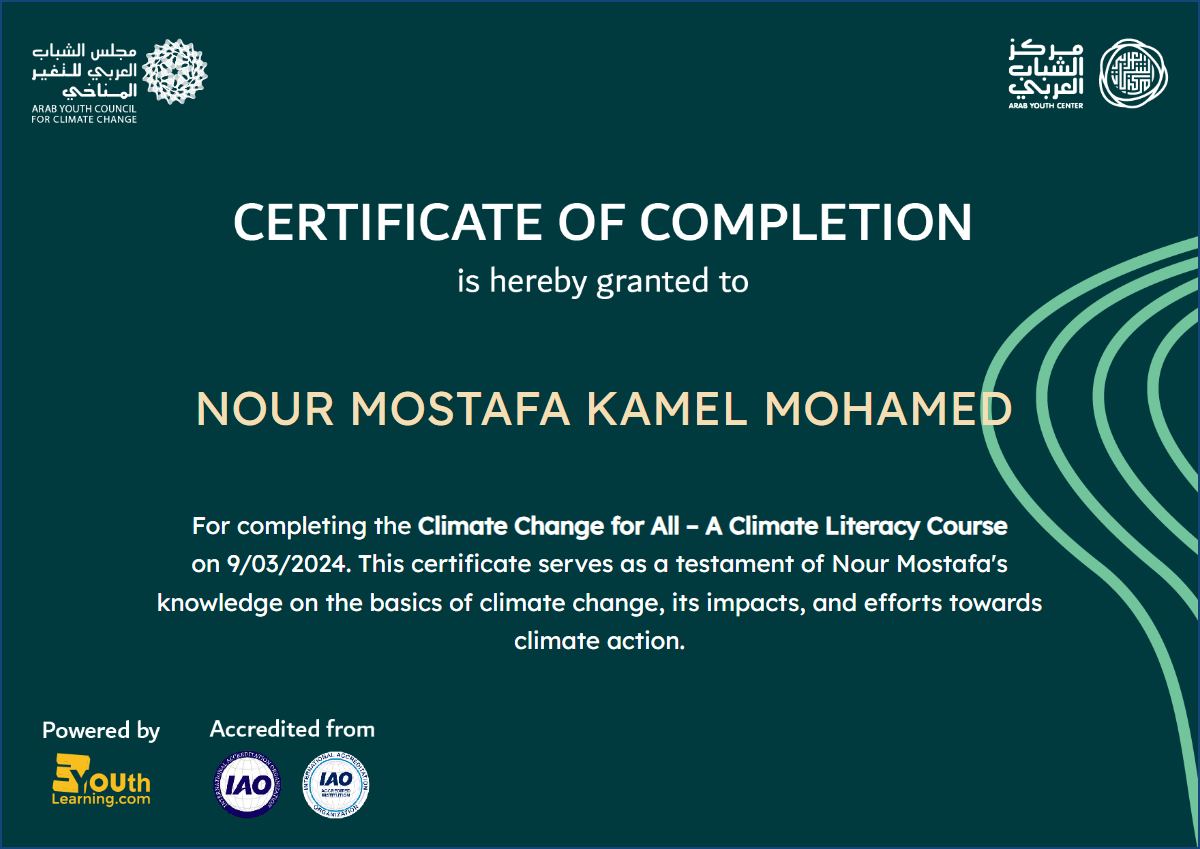 مجلس الشباب
العربي للتغير
المناخي
ARAB YOUTH COUNCIL
FOR CLIMATE CHANGE
مركز
الشباب
العربي
ARAB YOUTH CENTER
CERTIFICATE OF COMPLETION
is hereby granted to
NOUR MOSTAFA KAMEL MOHAMED
For completing the Climate Change for All – A Climate Literacy Course
on 9/03/2024. This certificate serves as a testament of Nour Mostafa's
knowledge on the basics of climate change, its impacts, and efforts towards
climate action.
Powered by
EYouth
Learning.com
Accredited from
INTERNATIONAL ACCREDITATION ORGANIZATION
IAO
INTERNATIONAL ACCREDITATION
IAO
ACCREDITED
INSTITUTION
ORGANIZATION